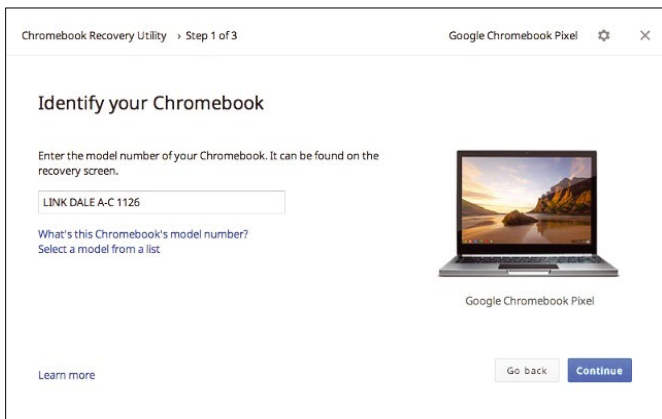 Chromebook Recovery Utility › Step 1 of 3 Google Chromebook Pixel
Identify your Chromebook
Enter the model number of your Chromebook. It can be found on the
recovery screen.
LINK DALE A-C 1126
What's this Chromebook's model number?
Select a model from a list
Google Chromebook Pixel
Learn more
Go back Continue